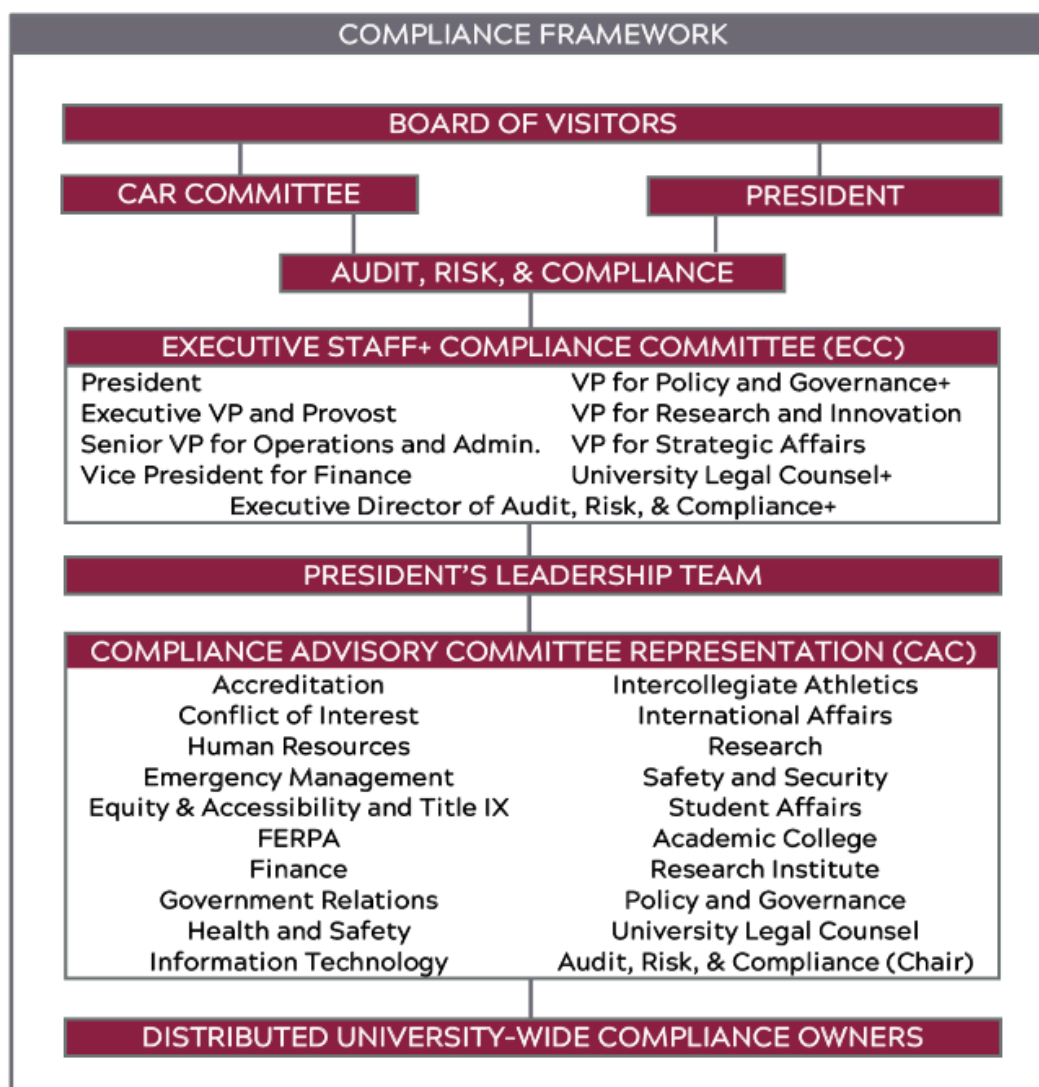 COMPLIANCE FRAMEWORK
BOARD OF VISITORS
CAR COMMITTEE
PRESIDENT
AUDIT, RISK, & COMPLIANCE
EXECUTIVE STAFF+ COMPLIANCE COMMITTEE (ECC)
President
Executive VP and Provost
Senior VP for Operations and Admin.
Vice President for Finance
VP for Policy and Governance+
VP for Research and Innovation
VP for Strategic Affairs
University Legal Counsel+
Executive Director of Audit, Risk, & Compliance+
PRESIDENT'S LEADERSHIP TEAM
COMPLIANCE ADVISORY COMMITTEE REPRESENTATION (CAC)
Accreditation
Conflict of Interest
Human Resources
Emergency Management
Equity & Accessibility and Title IX
FERPA
Finance
Government Relations
Health and Safety
Information Technology
Intercollegiate Athletics
International Affairs
Research
Safety and Security
Student Affairs
Academic College
Research Institute
Policy and Governance
University Legal Counsel
Audit, Risk, & Compliance (Chair)
DISTRIBUTED UNIVERSITY-WIDE COMPLIANCE OWNERS